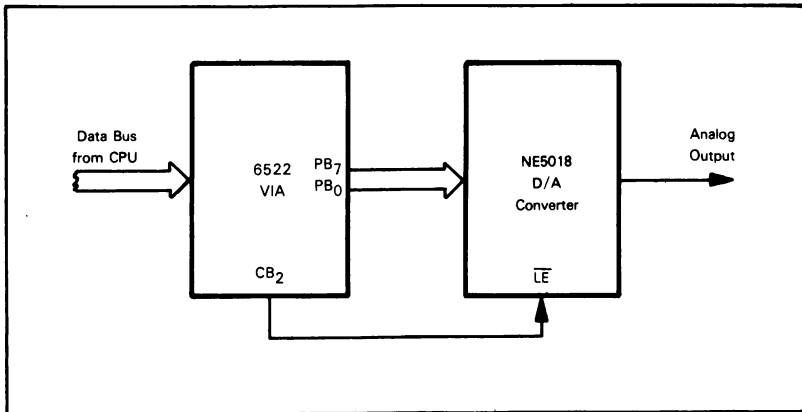 Data Bus
from CPU
6522
VIA
PB7
PB0
CB2
NE5018
D/A
Converter
LE
Analog
Output